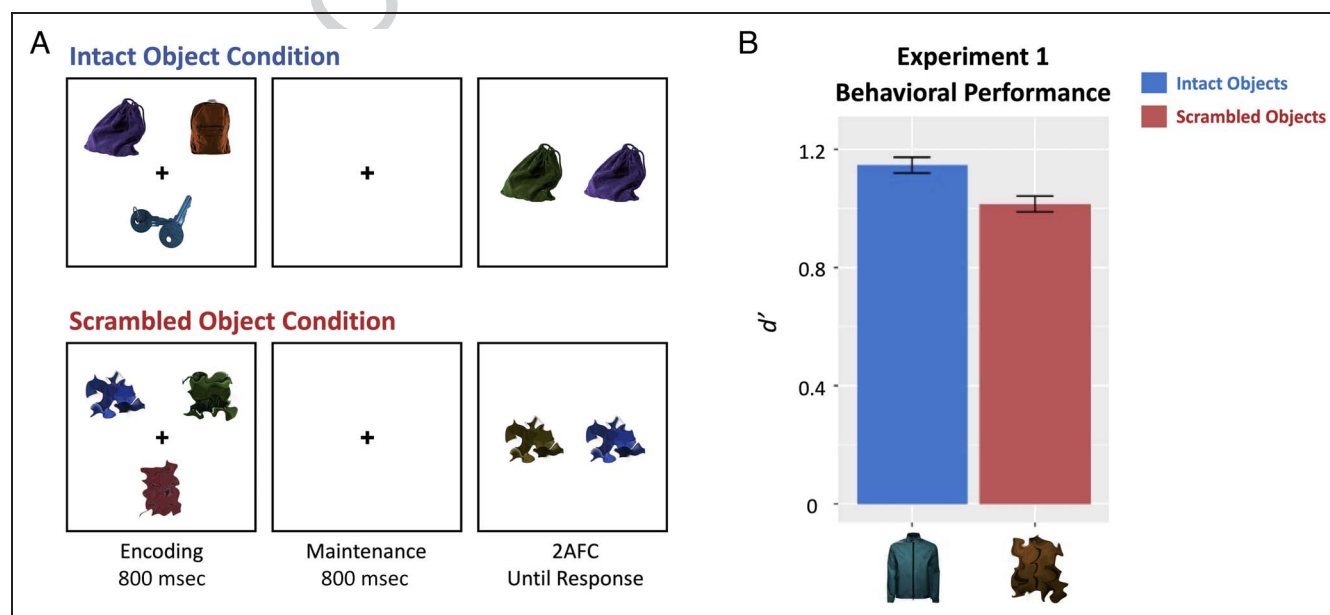 A
Intact Object Condition
+
+
Scrambled Object Condition
+
+
Encoding
800 msec
Maintenance
800 msec
2AFC
Until Response
B
Experiment 1
Behavioral Performance
Intact Objects
Scrambled Objects
d′
1.2
0.8
0.4
0